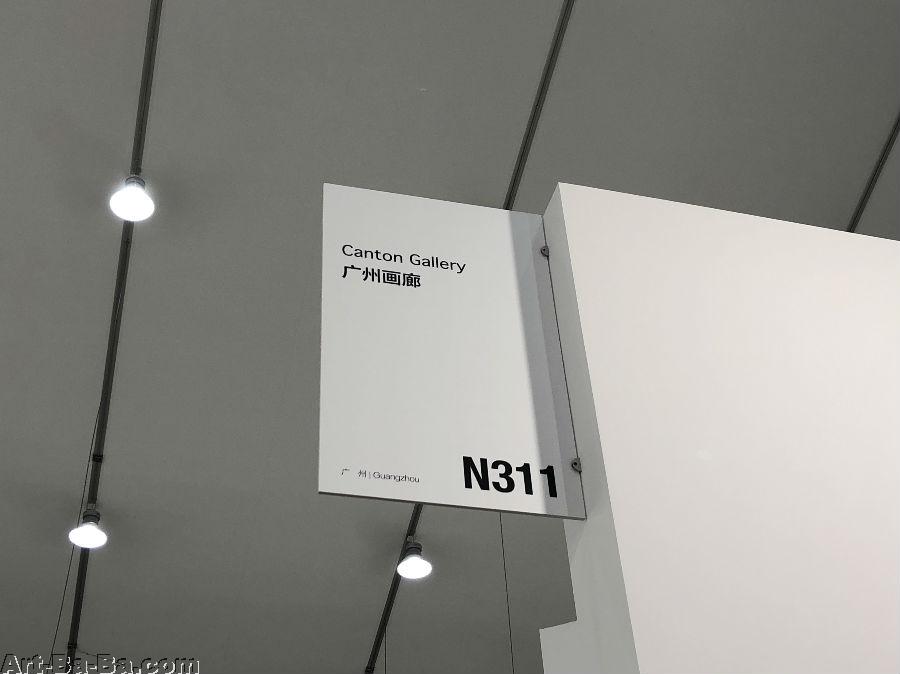 Canton Gallery
广州画廊
广 州 | Guangzhou
N311
Art-Ba-Ba.com